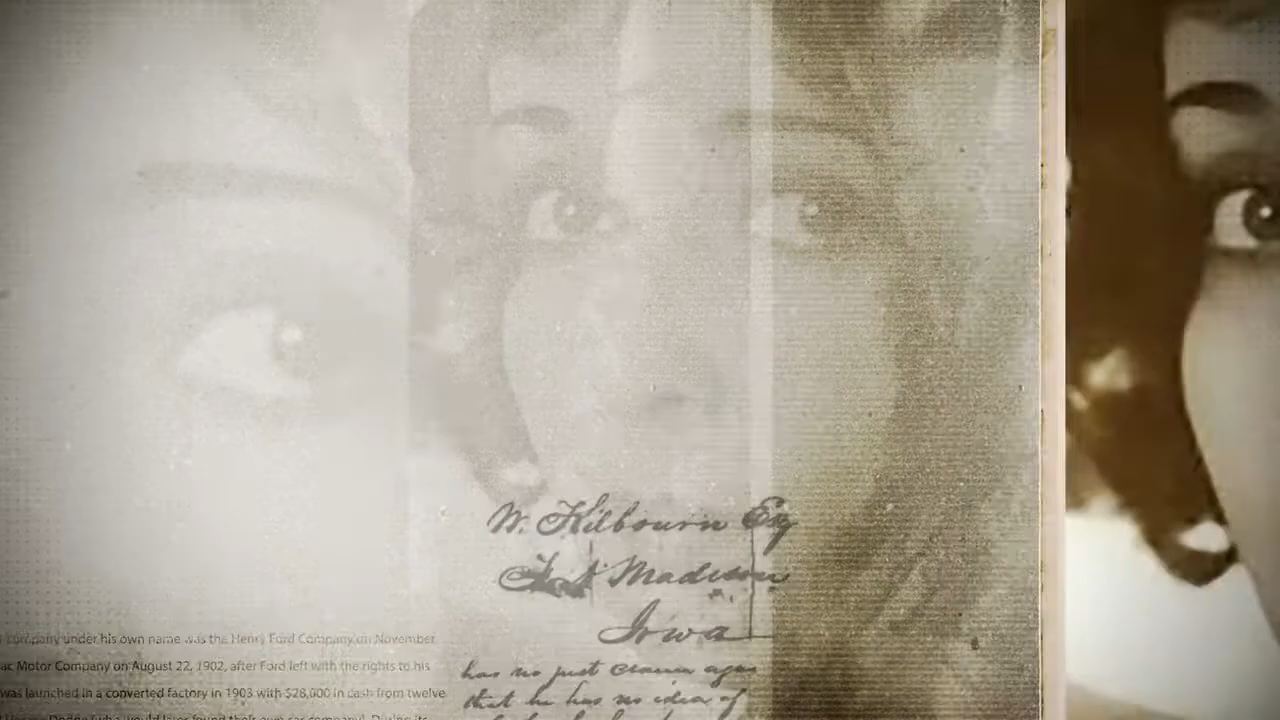 company under his own name was the Henry Ford Company on November
ac Motor Company on August 22, 1902, after Ford left with the rights to his
was launched in a converted factory in 1903 with $28,000 in cash from twelve
W. Kilbourn Esq
Ft Madison
Iowa
has no just claim agai
that he has no idea of